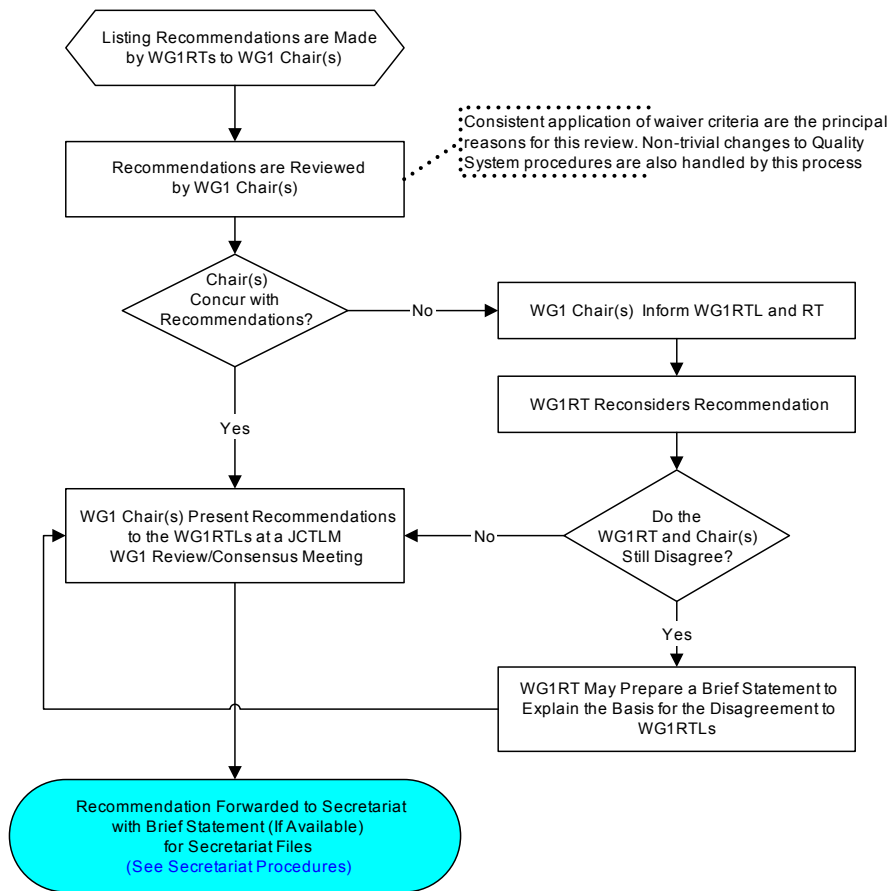 Listing Recommendations are Made
by WG1RTs to WG1 Chair(s)
Consistent application of waiver criteria are the principal
reasons for this review. Non-trivial changes to Quality
System procedures are also handled by this process
Recommendations are Reviewed
by WG1 Chair(s)
Chair(s)
Concur with
Recommendations?
No
WG1 Chair(s) Inform WG1RTL and RT
WG1RT Reconsiders Recommendation
Yes
WG1 Chair(s) Present Recommendations
to the WG1RTLs at a JCTLM
WG1 Review/Consensus Meeting
No
Do the
WG1RT and Chair(s)
Still Disagree?
Yes
WG1RT May Prepare a Brief Statement to
Explain the Basis for the Disagreement to
WG1RTLs
Recommendation Forwarded to Secretariat
with Brief Statement (If Available)
for Secretariat Files
(See Secretariat Procedures)